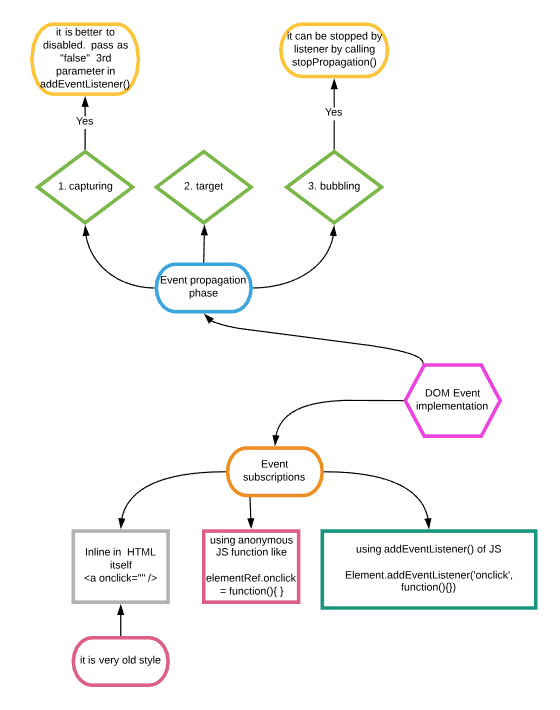 it is better to
disabled.  pass as
"false"  3rd
parameter in
addEventListener()
it can be stopped by
listener by calling
stopPropagation()
Yes
Yes
1. capturing
2. target
3. bubbling
Event propagation
phase
DOM Event
implementation
Event
subscriptions
Inline in  HTML
itself
<a onclick="" />
using anonymous
JS function like
elementRef.onclick
= function(){ }
using addEventListener() of JS
Element.addEventListener('onclick',
function(){})
it is very old style